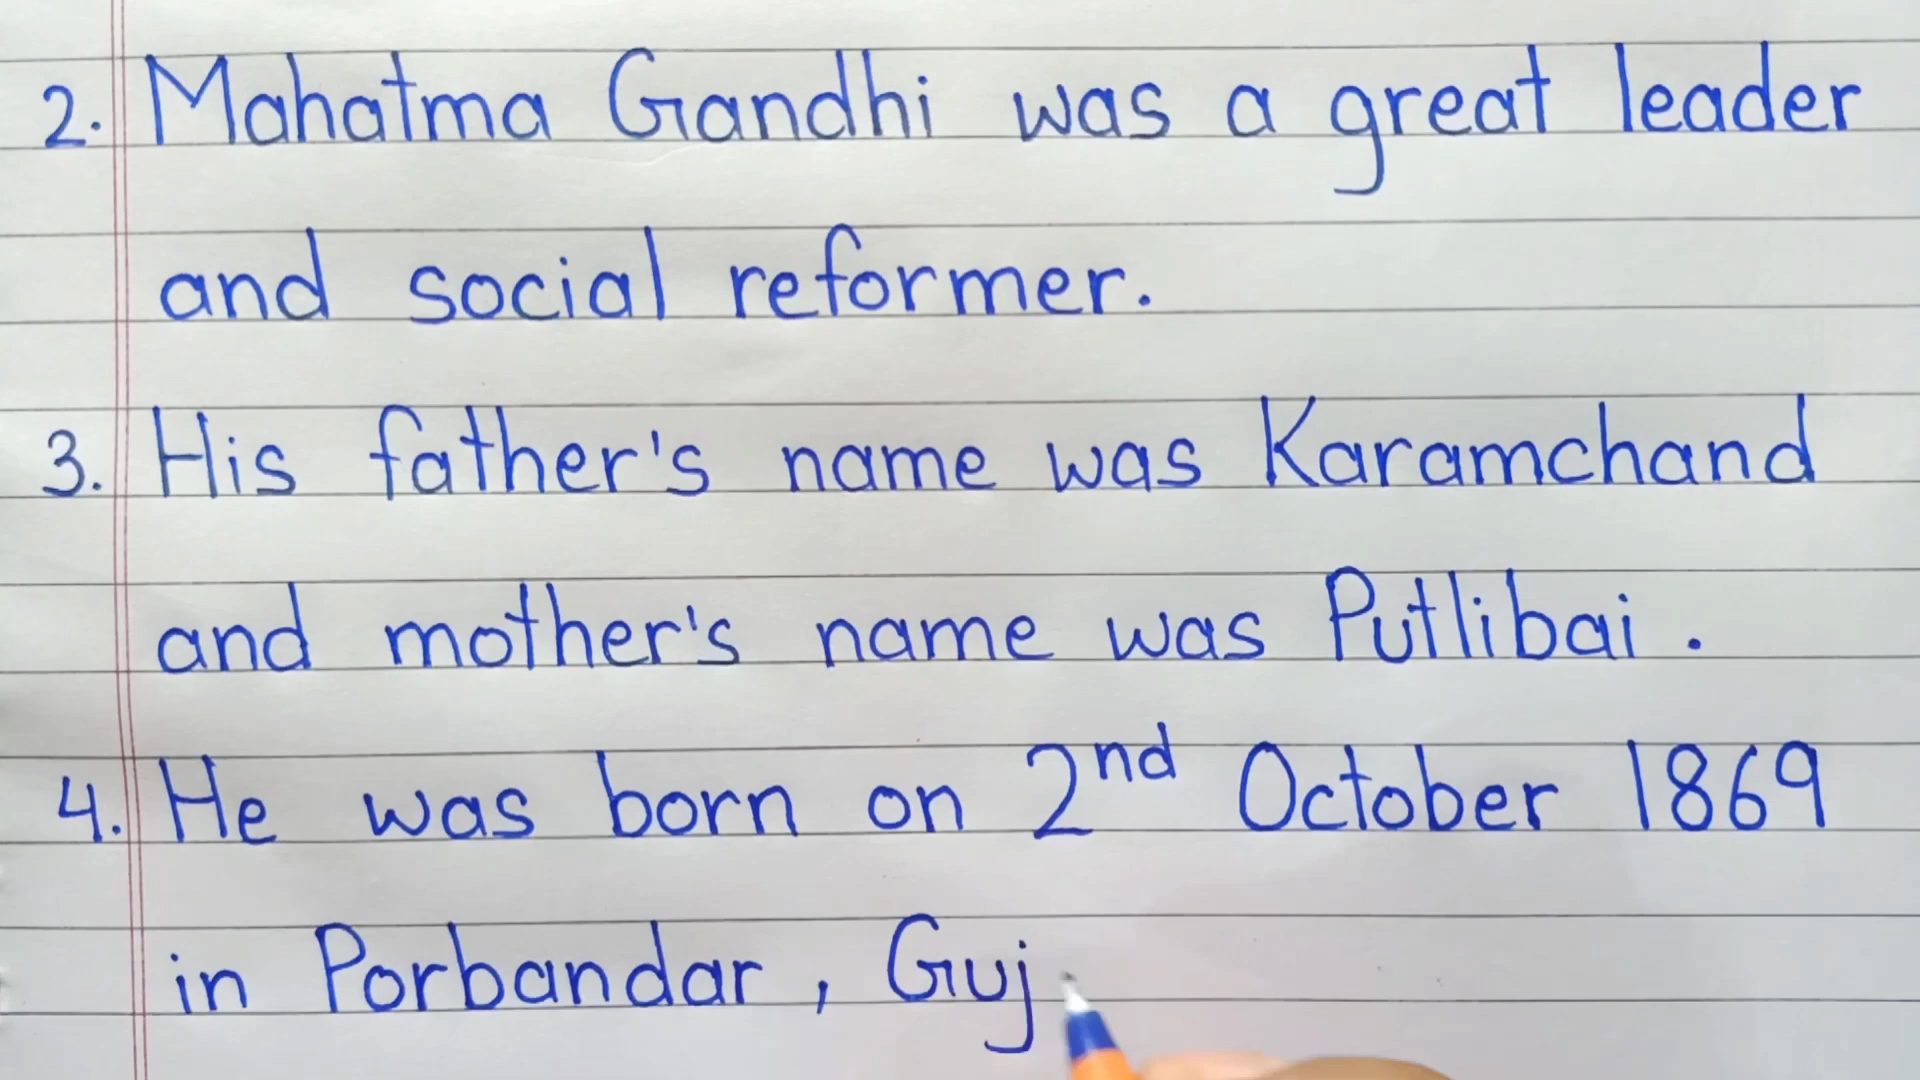 2. Mahatma Gandhi was a great leader
and social reformer.
3. His father's name was Karamchand
and mother's name was Putlibai.
4. He was born on 2nd October 1869
in Porbandar, Guj